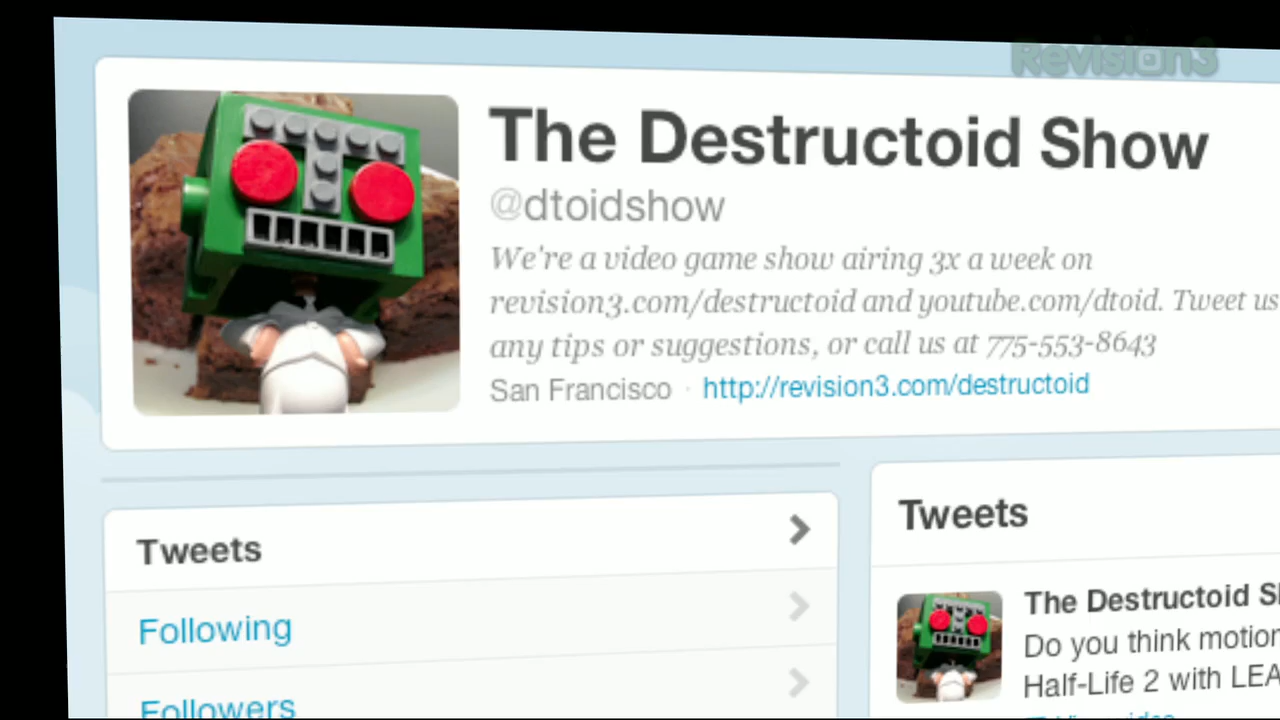 Revision3
The Destructoid Show
@dtoidshow
We're a video game show airing 3x a week on
revision3.com/destructoid and youtube.com/dtoid. Tweet us
any tips or suggestions, or call us at 775-553-8643
San Francisco · http://revision3.com/destructoid
Tweets
Following
Followers
Tweets
The Destructoid
Do you think motion
Half-Life 2 with